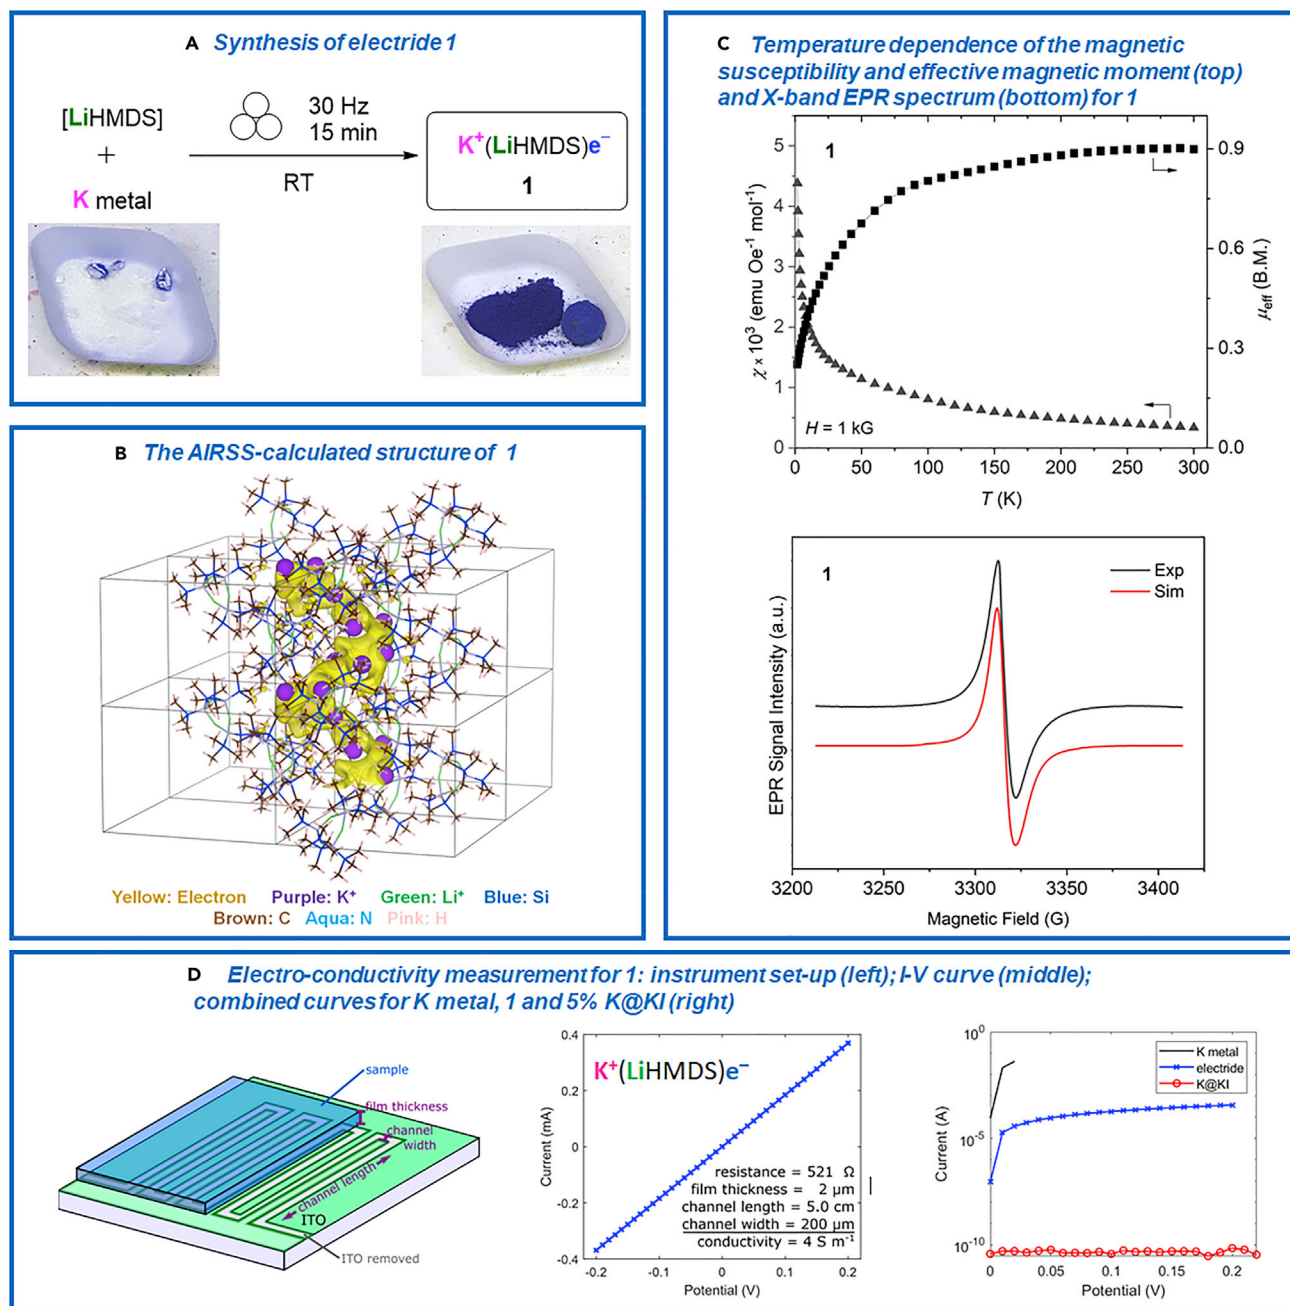 A Synthesis of electride 1
[LiHMDS]
+
K metal
30 Hz
15 min
RT
K⁺(LiHMDS)e⁻
1
B The AIRSS-calculated structure of 1
Yellow: Electron Purple: K⁺ Green: Li⁺ Blue: Si
Brown: C Aqua: N Pink: H
C Temperature dependence of the magnetic
susceptibility and effective magnetic moment (top)
and X-band EPR spectrum (bottom) for 1
1
χ × 10³ (emu Oe⁻¹ mol⁻¹)
5
4
3
2
1
0
μeff (B.M.)
0.9
0.6
0.3
0.0
H = 1 kG
0 25 50 75 100 125 150 175 200 225 250 275 300
T (K)
1
Exp
Sim
EPR Signal Intensity (a.u.)
3200 3250 3300 3350 3400
Magnetic Field (G)
D Electro-conductivity measurement for 1: instrument set-up (left); I-V curve (middle);
combined curves for K metal, 1 and 5% K@KI (right)
sample
film thickness
channel
width
channel length
ITO
ITO removed
K⁺(LiHMDS)e⁻
Current (mA)
0.4
0.2
0
-0.2
-0.4
resistance = 521 Ω
film thickness = 2 μm
channel length = 5.0 cm
channel width = 200 μm
conductivity = 4 S m⁻¹
-0.2 -0.1 0 0.1 0.2
Potential (V)
K metal
electride
K@KI
Current (A)
10⁰
10⁻⁵
10⁻¹⁰
0 0.05 0.1 0.15 0.2
Potential (V)